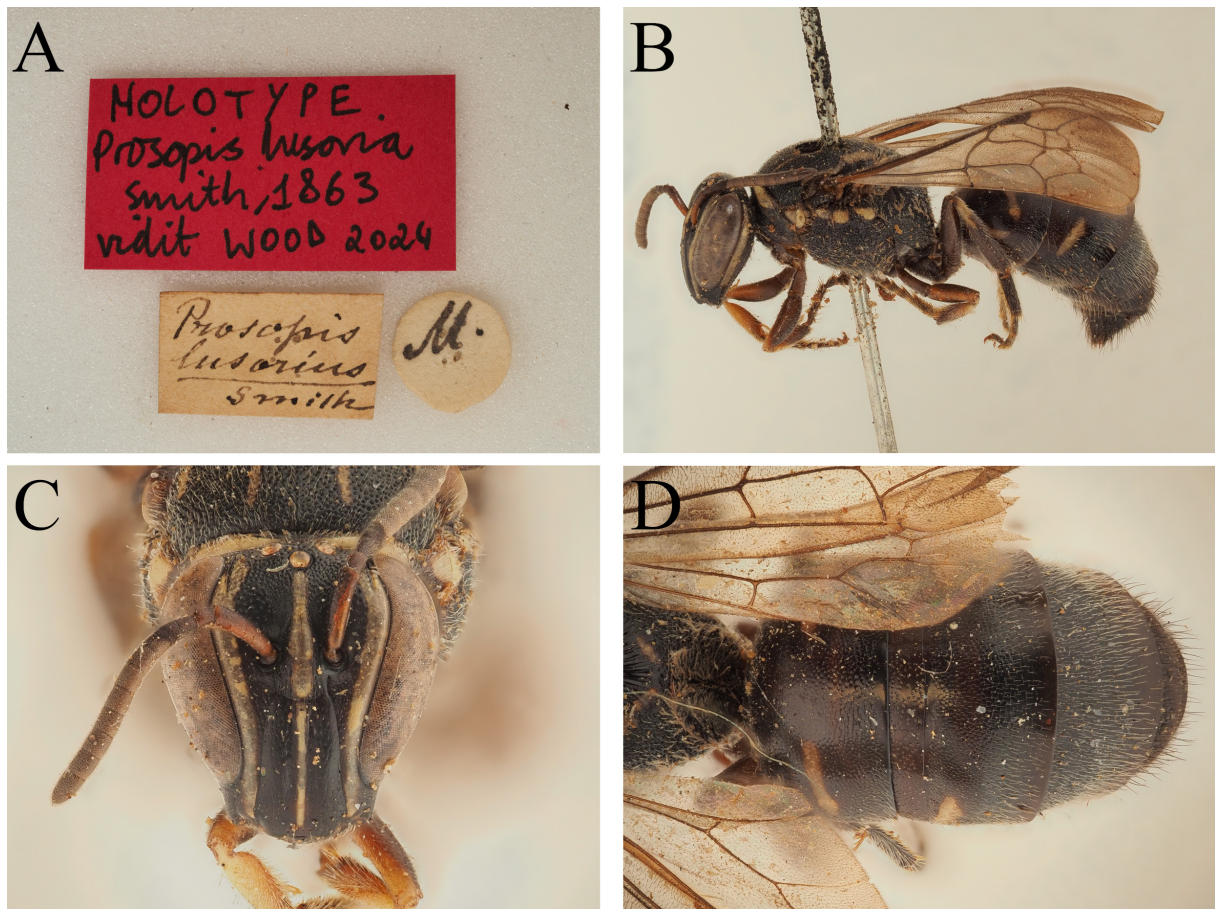 A
HOLOTYPE.
Prosopis lusoria
Smith, 1863
vidit WOOD 2024
Prosopis
lusorius
Smith
M.
B
C
D